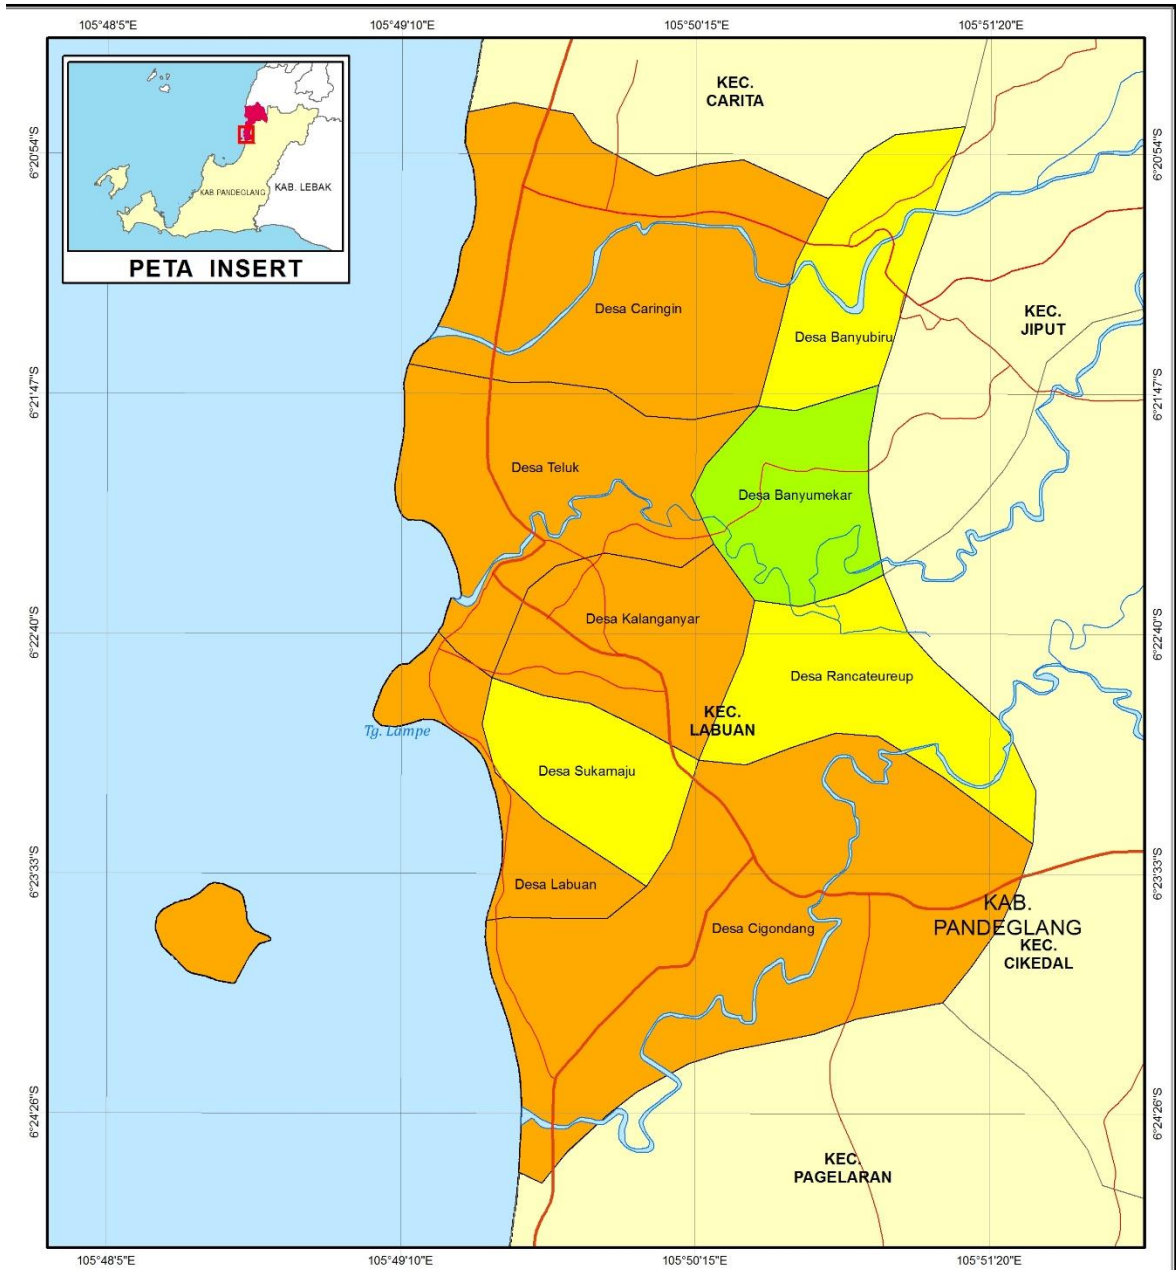 105°48'5"E
105°49'10"E
105°50'15"E
105°51'20"E
KAB. PANDEGLANG
KAB. LEBAK
PETA INSERT
KEC.
CARITA
6°20'54"S
6°20'54"S
Desa Caringin
Desa Banyubiru
KEC.
JIPUT
6°21'47"S
6°21'47"S
Desa Teluk
Desa Banyumekar
Desa Kalanganyar
6°22'40"S
6°22'40"S
Desa Rancateureup
KEC.
LABUAN
Tg. Lampe
Desa Sukamaju
6°23'33"S
6°23'33"S
Desa Labuan
Desa Cigondang
KAB.
PANDEGLANG
KEC.
CIKEDAL
6°24'26"S
6°24'26"S
KEC.
PAGELARAN
105°48'5"E
105°49'10"E
105°50'15"E
105°51'20"E